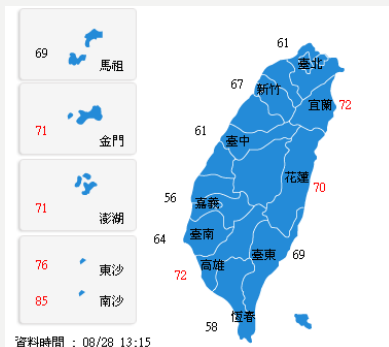 69
馬祖
71
金門
71
澎湖
76
東沙
85
南沙
61
臺北
67
新竹
宜蘭
72
61
臺中
花蓮
70
56
嘉義
64
臺南
臺東
69
72
高雄
58
恆春
資料時間 : 08/28 13:15